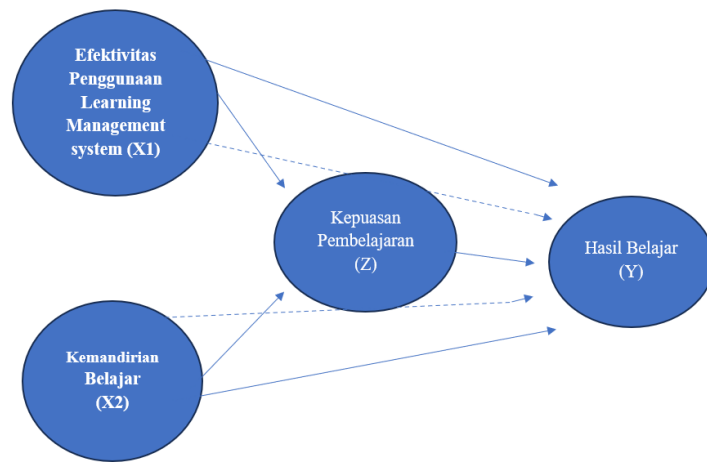 Efektivitas
Penggunaan
Learning
Management
system (X1)
Kepuasan
Pembelajaran
(Z)
Hasil Belajar
(Y)
Kemandirian
Belajar
(X2)